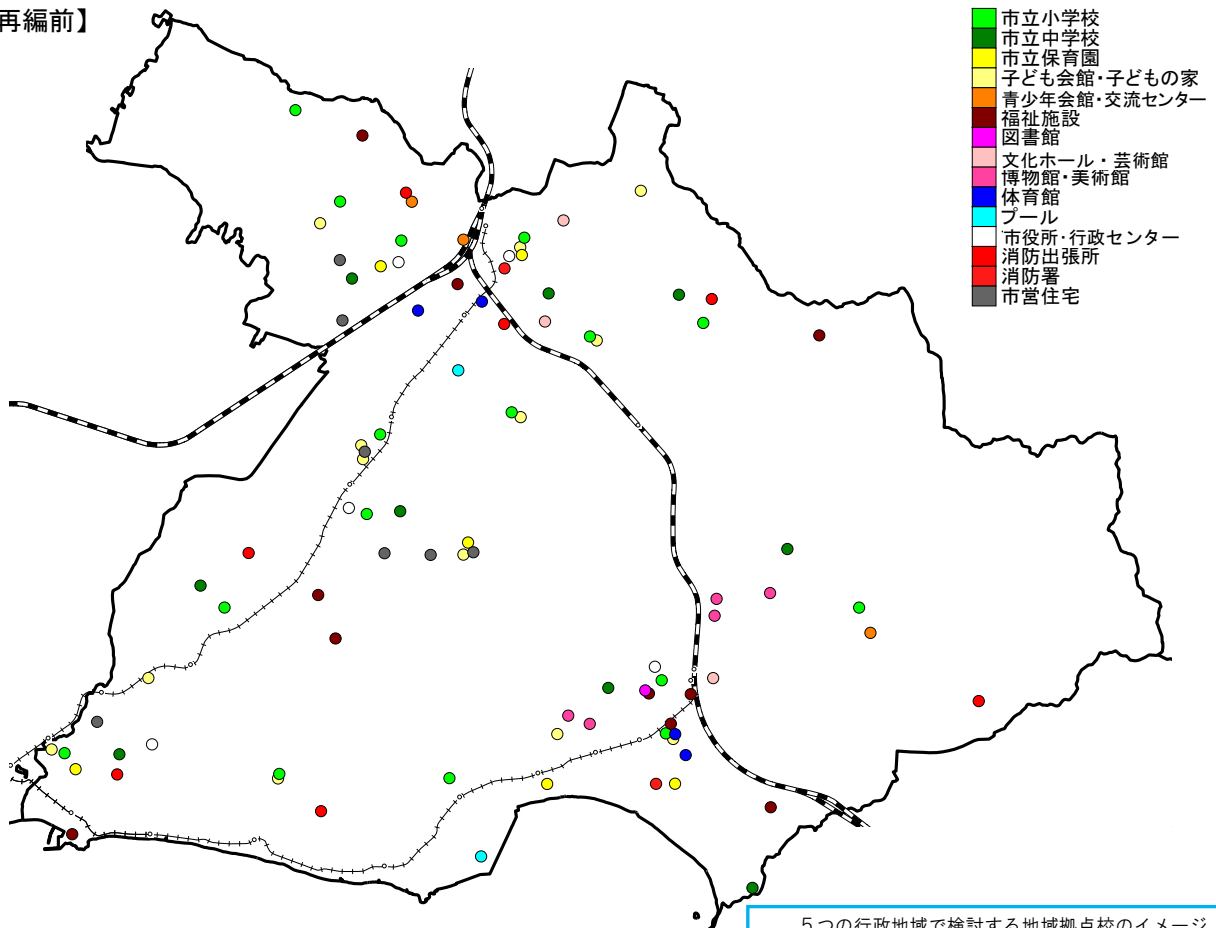 再編前】
市立小学校
市立中学校
市立保育園
子ども会館・子どもの家
青少年会館・交流センター
福祉施設
図書館
文化ホール・芸術館
博物館・美術館
体育館
プール
市役所・行政センター
消防出張所
消防署
市営住宅
５つの行政地域で検討する地域拠点校のイメージ